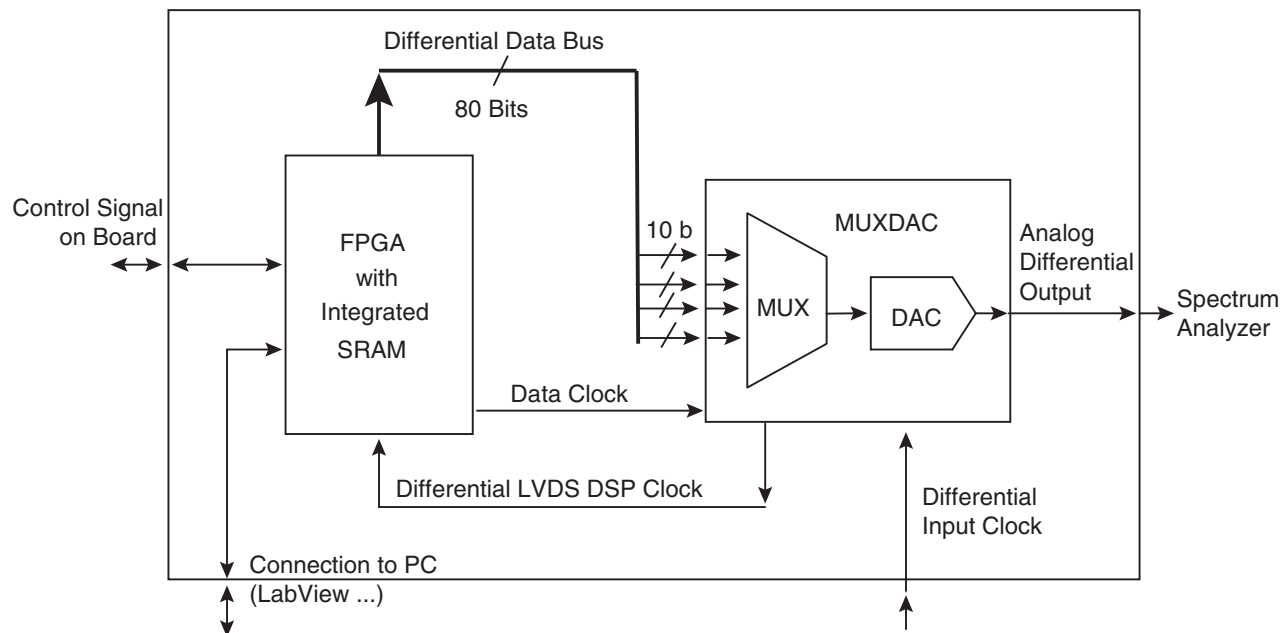 Differential Data Bus
80 Bits
Control Signal
on Board
FPGA
with
Integrated
SRAM
10 b
MUXDAC
MUX
DAC
Analog
Differential
Output
Spectrum
Analyzer
Data Clock
Differential LVDS DSP Clock
Differential
Input Clock
Connection to PC
(LabView ...)